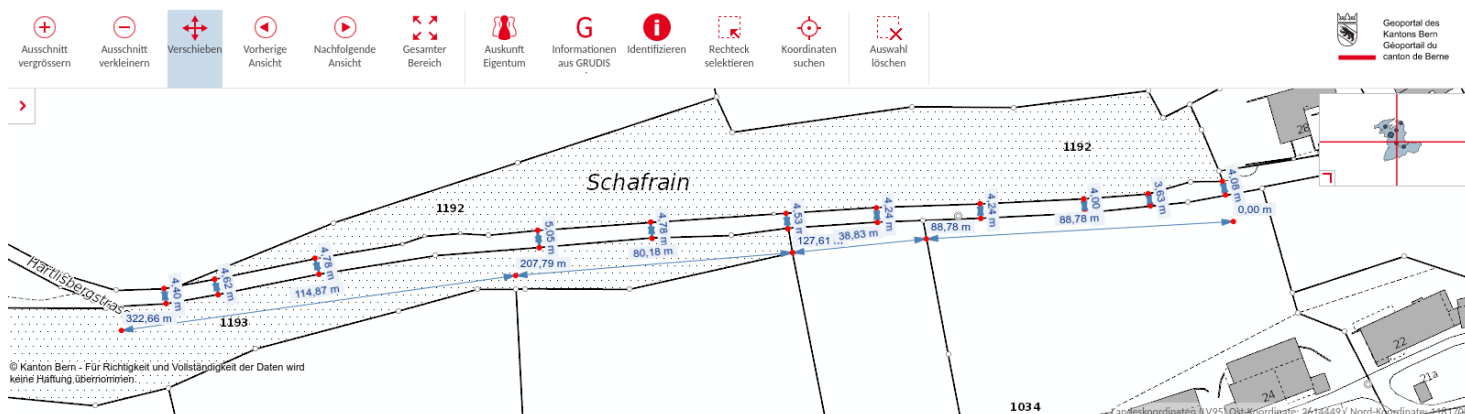 Ausschnitt
vergrössern
Ausschnitt
verkleinern
Verschieben
Vorherige
Ansicht
Nachfolgende
Ansicht
Gesamter
Bereich
Auskunft
Eigentum
G
Informationen
aus GRUDIS
Identifizieren
Rechteck
selektieren
Koordinaten
suchen
Auswahl
löschen
Geoportal des
Kantons Bern
Géoportail du
canton de Berne
1192
Schafrain
1192
4,08 m
3,63 m
4,00
4,24 m
4,24 m
4,53 m
4,78 m
5,05 m
4,78 m
4,62 m
4,40 m
0,00 m
88,78 m
88,78 m
38,83 m
127,61 ...
80,18 m
207,79 m
114,87 m
322,66 m
1193
22
24
21a
1034
© Kanton Bern - Für Richtigkeit und Vollständigkeit der Daten wird
keine Haftung übernommen.